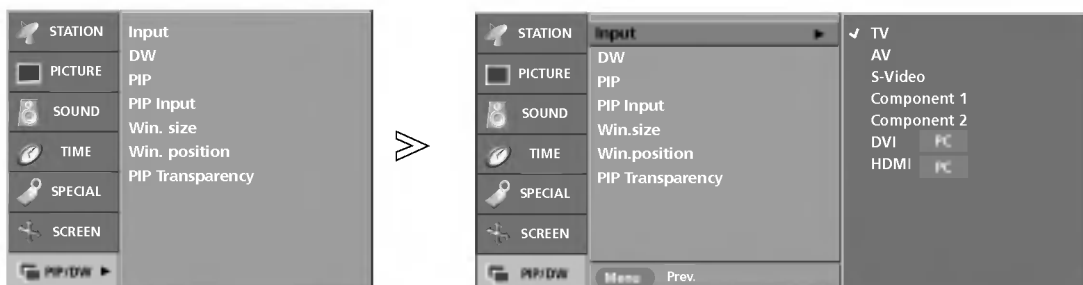 STATION
PICTURE
SOUND
TIME
SPECIAL
SCREEN
PIP/DW
Input
DW
PIP
PIP Input
Win. size
Win. position
PIP Transparency
STATION
PICTURE
SOUND
TIME
SPECIAL
SCREEN
PIP/DW
Input
DW
PIP
PIP Input
Win.size
Win.position
PIP Transparency
Menu Prev.
TV
AV
S-Video
Component 1
Component 2
DVI PC
HDMI PC